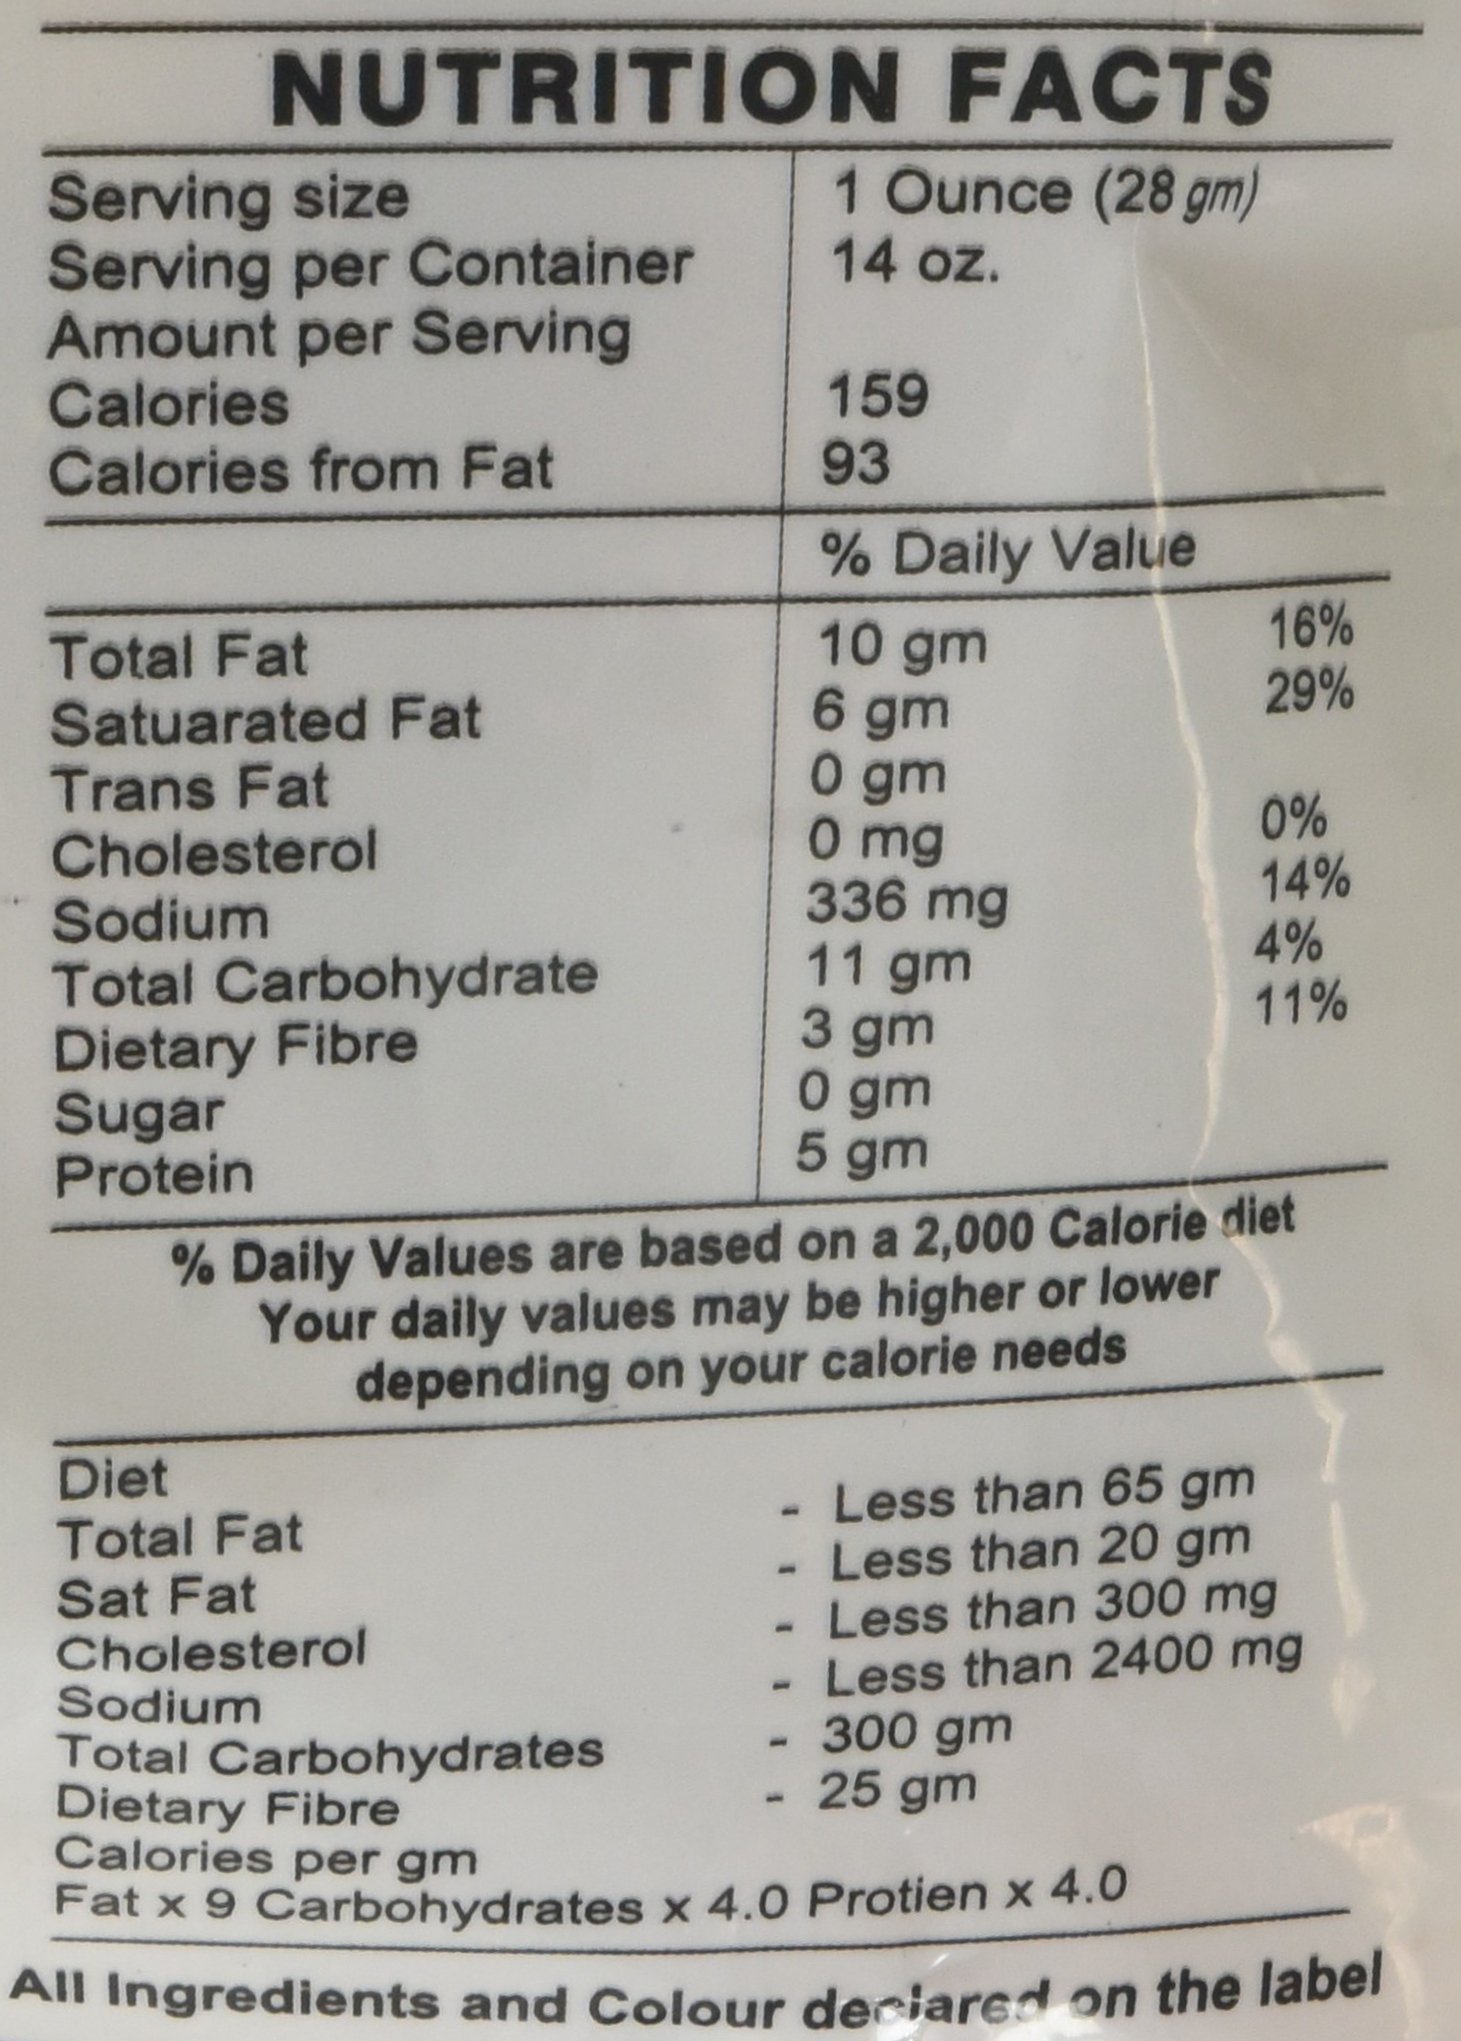 NUTRITION FACTS
Serving size 1 Ounce (28 gm)
Serving per Container 14 oz.
Amount per Serving
Calories 159
Calories from Fat 93
% Daily Value
Total Fat 10 gm 16%
Satuarated Fat 6 gm 29%
Trans Fat 0 gm
Cholesterol 0 mg 0%
Sodium 336 mg 14%
Total Carbohydrate 11 gm 4%
Dietary Fibre 3 gm 11%
Sugar 0 gm
Protein 5 gm
% Daily Values are based on a 2,000 Calorie diet
Your daily values may be higher or lower
depending on your calorie needs
Diet
Total Fat - Less than 65 gm
Sat Fat - Less than 20 gm
Cholesterol - Less than 300 mg
Sodium - Less than 2400 mg
Total Carbohydrates - 300 gm
Dietary Fibre - 25 gm
Calories per gm
Fat x 9 Carbohydrates x 4.0 Protien x 4.0
All Ingredients and Colour declared on the label